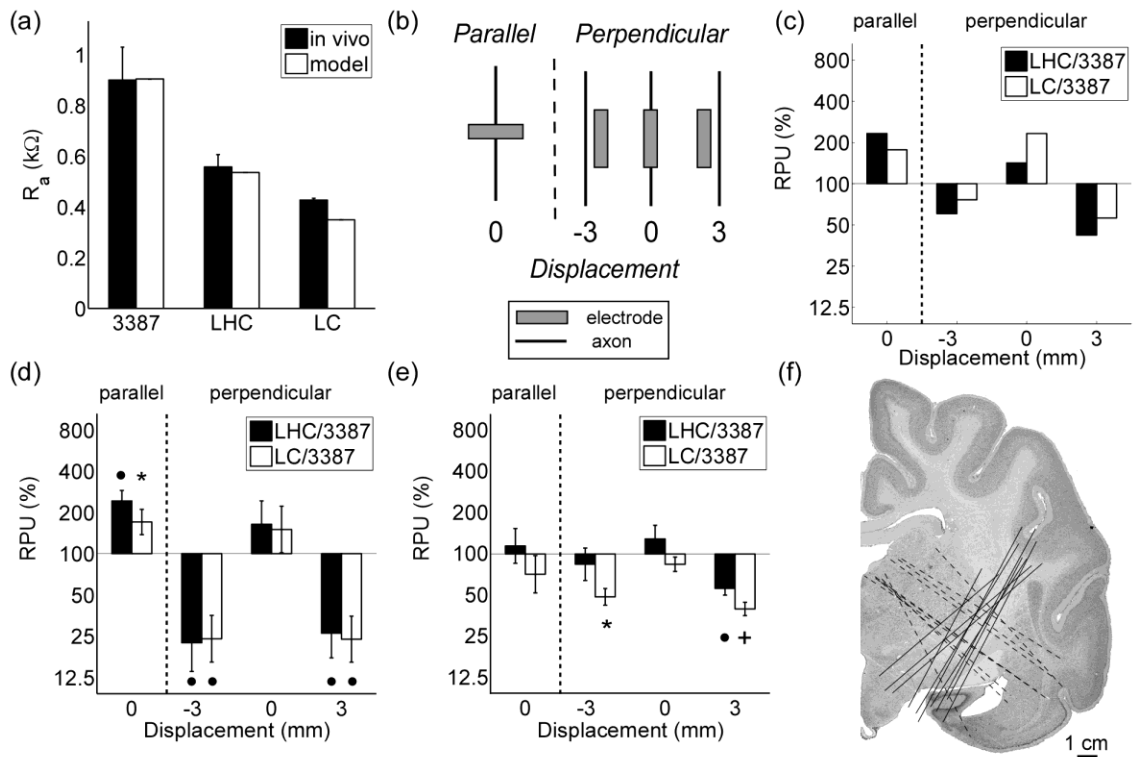 (a)
1
0.8
0.6
0.4
0.2
0
Ra (kΩ)
in vivo
model
3387 LHC LC
(b)
Parallel Perpendicular
0 -3 0 3
Displacement
electrode
axon
(c)
parallel perpendicular
LHC/3387
LC/3387
800
400
200
100
50
25
12.5
RPU (%)
0 -3 0 3
Displacement (mm)
(d)
parallel perpendicular
LHC/3387
LC/3387
800
400
200
100
50
25
12.5
RPU (%)
• *
• • • •
0 -3 0 3
Displacement (mm)
(e)
parallel perpendicular
LHC/3387
LC/3387
800
400
200
100
50
25
12.5
RPU (%)
* • +
0 -3 0 3
Displacement (mm)
(f)
1 cm